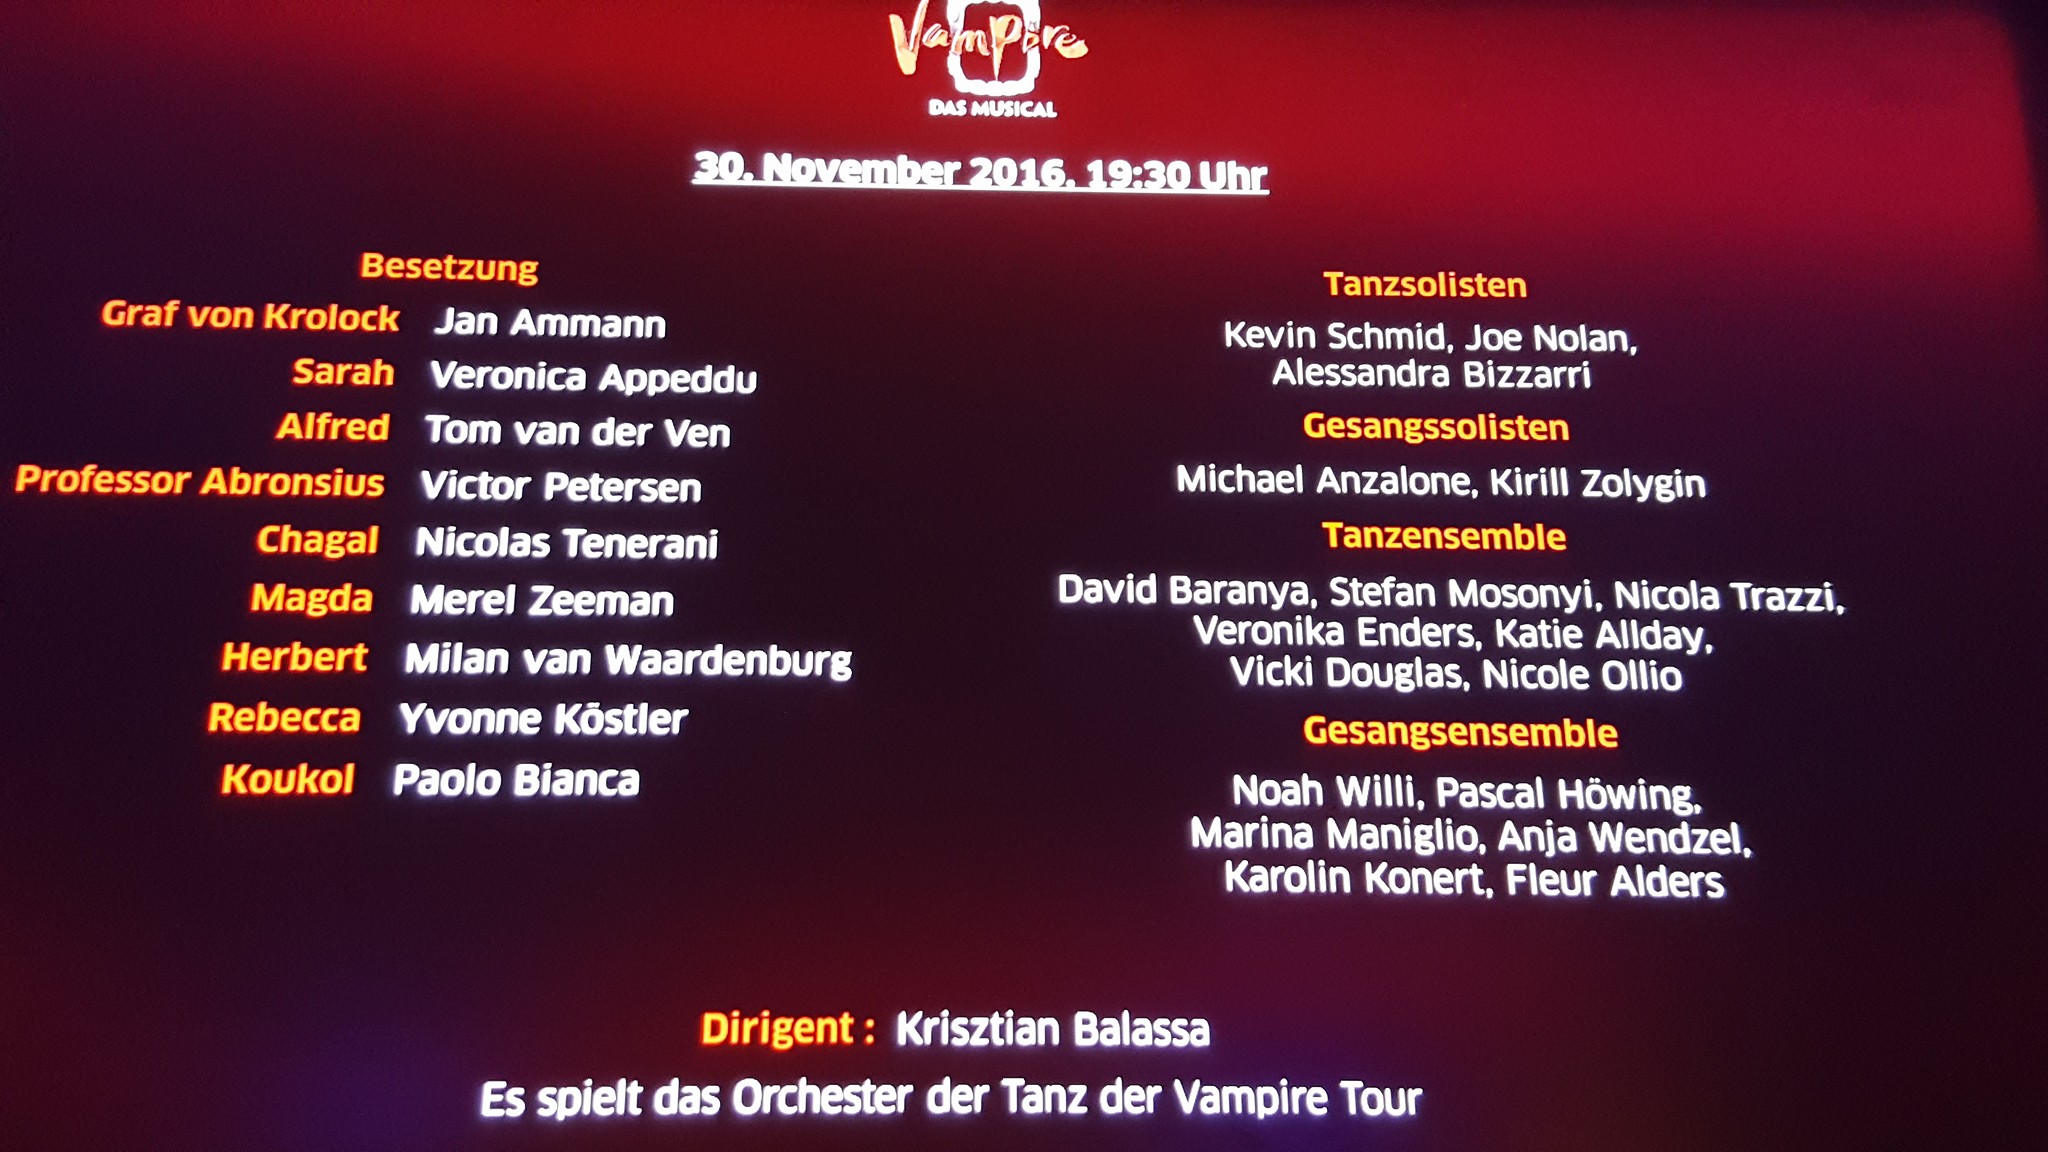 Vampire
DAS MUSICAL
30. November 2016, 19:30 Uhr
Besetzung
Graf von Krolock Jan Ammann
Sarah Veronica Appeddu
Alfred Tom van der Ven
Professor Abronsius Victor Petersen
Chagal Nicolas Tenerani
Magda Merel Zeeman
Herbert Milan van Waardenburg
Rebecca Yvonne Köstler
Koukol Paolo Bianca
Tanzsolisten
Kevin Schmid, Joe Nolan,
Alessandra Bizzarri
Gesangssolisten
Michael Anzalone, Kirill Zolygin
Tanzensemble
David Baranya, Stefan Mosonyi, Nicola Trazzi,
Veronika Enders, Katie Allday,
Vicki Douglas, Nicole Ollio
Gesangsensemble
Noah Willi, Pascal Höwing,
Marina Maniglio, Anja Wendzel,
Karolin Konert, Fleur Alders
Dirigent : Krisztian Balassa
Es spielt das Orchester der Tanz der Vampire Tour